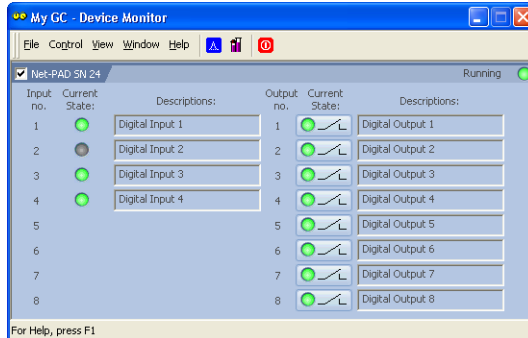 My GC - Device Monitor
File Control View Window Help
Net-PAD SN 24 Running
Input no. Current State: Descriptions: Output no. Current State: Descriptions:
1 Digital Input 1 1 Digital Output 1
2 Digital Input 2 2 Digital Output 2
3 Digital Input 3 3 Digital Output 3
4 Digital Input 4 4 Digital Output 4
5 5 Digital Output 5
6 6 Digital Output 6
7 7 Digital Output 7
8 8 Digital Output 8
For Help, press F1